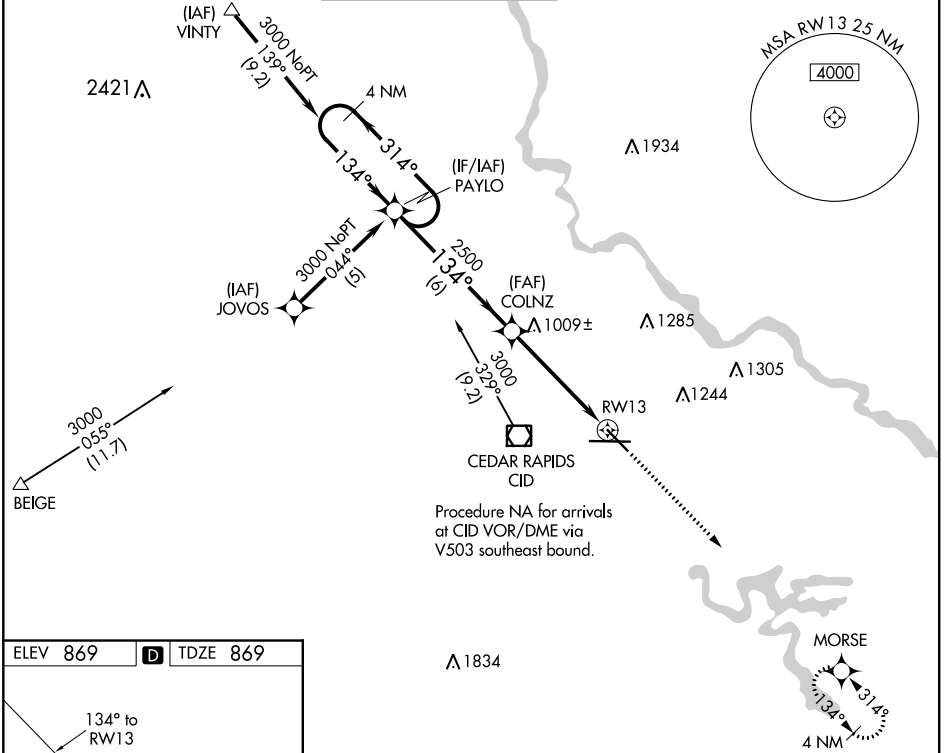 (IAF)
VINTY
3000 NoPT
139°
(9.2)
MSA RW13 25 NM
4000
2421
4 NM
314°
134°
1934
(IF/IAF)
PAYLO
3000 NoPT
044°
(5)
2500
134°
(6)
(IAF)
JOVOS
(FAF)
COLNZ
1009±
1285
3000
329°
(9.2)
1305
1244
RW13
3000
055°
(11.7)
BEIGE
CEDAR RAPIDS
CID
Procedure NA for arrivals
at CID VOR/DME via
V503 southeast bound.
ELEV 869 D TDZE 869
1834
MORSE
134° to
RW13
134°
314°
4 NM